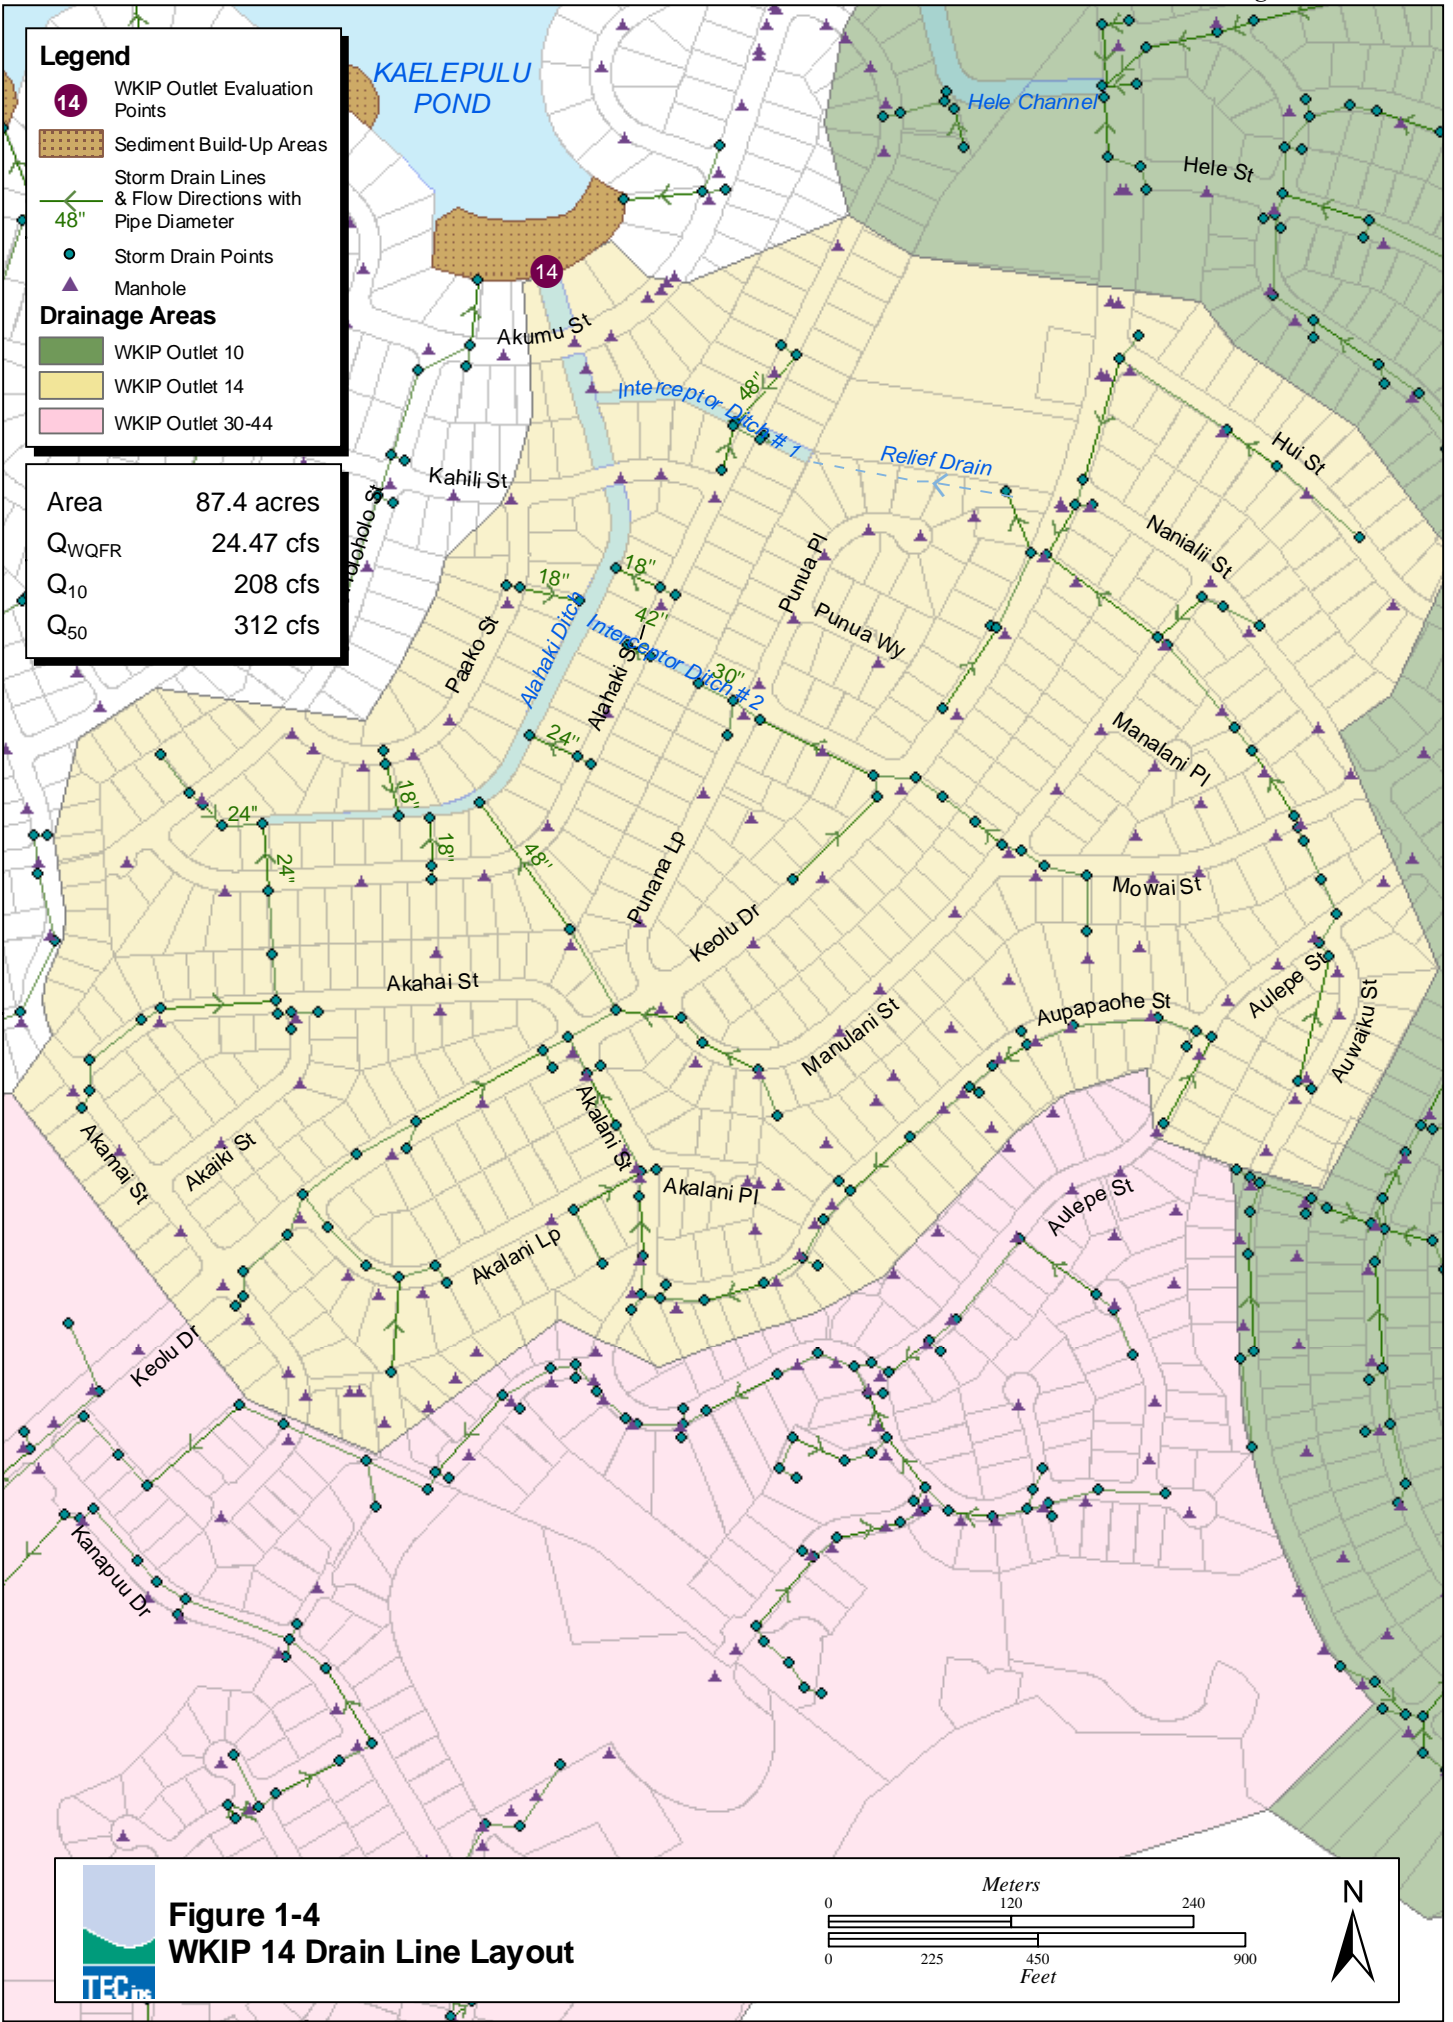 Legend
14
WKIP Outlet Evaluation
Points
Sediment Build-Up Areas
Storm Drain Lines
& Flow Directions with
Pipe Diameter
48"
Storm Drain Points
Manhole
Drainage Areas
WKIP Outlet 10
WKIP Outlet 14
WKIP Outlet 30-44
Area 87.4 acres
QWQFR 24.47 cfs
Q10 208 cfs
Q50 312 cfs
KAELEPULU
POND
Hele Channel
Hele St
14
Akumu St
48"
Interceptor Ditch # 1
Relief Drain
Hui St
Kahili St
Nanialii St
18"
18"
42"
Punua Pl
Punua Wy
Paako St
Alahaki Ditch
Interceptor Ditch # 2
Alahaki St
30"
24"
Manalani Pl
18"
24"
18"
24"
48"
Punana Lp
Mowai St
Keolu Dr
Akahai St
Aulepe St
Aupapaohe St
Auwaiku St
Manulani St
Akalani St
Akamai St
Akaiki St
Akalani Pl
Aulepe St
Akalani Lp
Keolu Dr
Kanapuu Dr
TEC inc
Figure 1-4
WKIP 14 Drain Line Layout
Meters
0 120 240
0 225 450 900
Feet
N